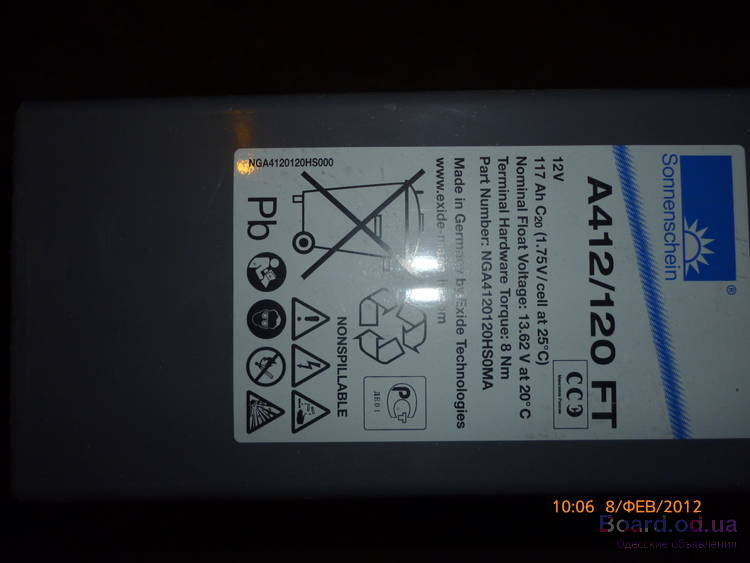 Sonnenschein
®
A412/120 FT
12V
117 Ah C20 (1.75V/cell at 25°C)
Nominal Float Voltage: 13.62 V at 20°C
Terminal Hardware Torque: 8 Nm
Part Number: NGA4120120HS0MA
Made in Germany by Exide Technologies
CCЭ
NONSPILLABLE
Pb
NGA4120120HS000
10:06 8/ФЕВ/2012
Board.od.ua
Одесские объявления